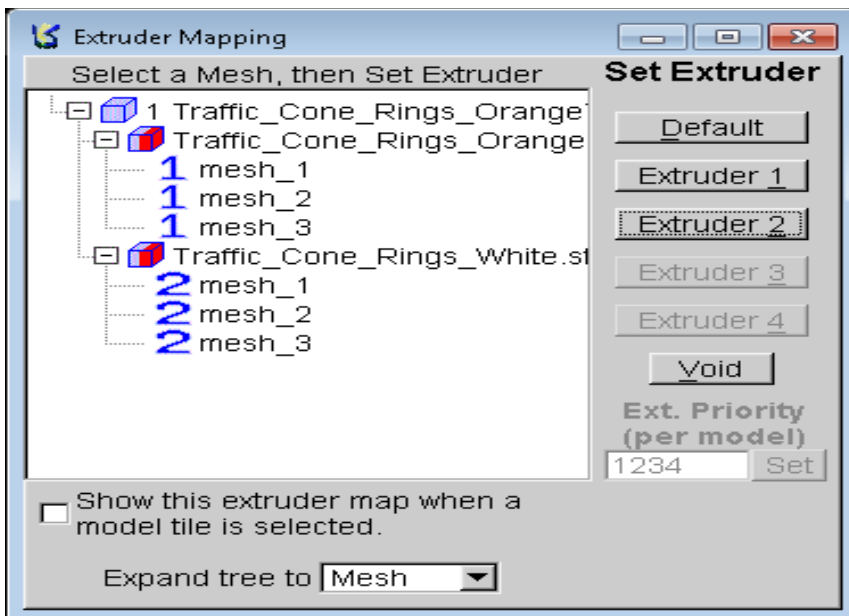 Extruder Mapping
Select a Mesh, then Set Extruder
Set Extruder
1 Traffic_Cone_Rings_Orange
Traffic_Cone_Rings_Orange
1 mesh_1
1 mesh_2
1 mesh_3
Traffic_Cone_Rings_White.st
2 mesh_1
2 mesh_2
2 mesh_3
Default
Extruder 1
Extruder 2
Extruder 3
Extruder 4
Void
Ext. Priority
(per model)
1234 Set
Show this extruder map when a
model tile is selected.
Expand tree to Mesh